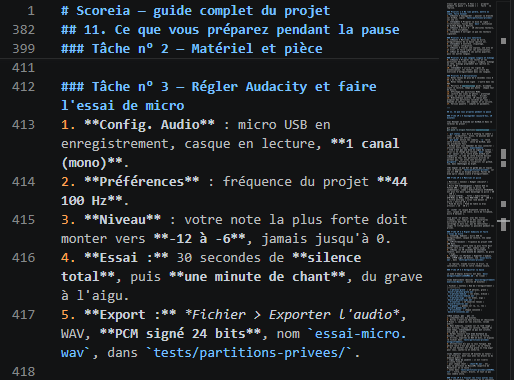 1 # Scoreia — guide complet du projet
382 ## 11. Ce que vous préparez pendant la pause
399 ### Tâche nº 2 — Matériel et pièce
411
412 ### Tâche nº 3 — Régler Audacity et faire
l'essai de micro
413 1. **Config. Audio** : micro USB en
enregistrement, casque en lecture, **1 canal
(mono)**.
414 2. **Préférences** : fréquence du projet **44
100 Hz**.
415 3. **Niveau** : votre note la plus forte doit
monter vers **-12 à -6**, jamais jusqu'à 0.
416 4. **Essai :** 30 secondes de **silence
total**, puis **une minute de chant**, du grave
à l'aigu.
417 5. **Export :** *Fichier > Exporter l'audio*,
WAV, **PCM signé 24 bits**, nom `essai-micro.
wav`, dans `tests/partitions-privees/`.
418